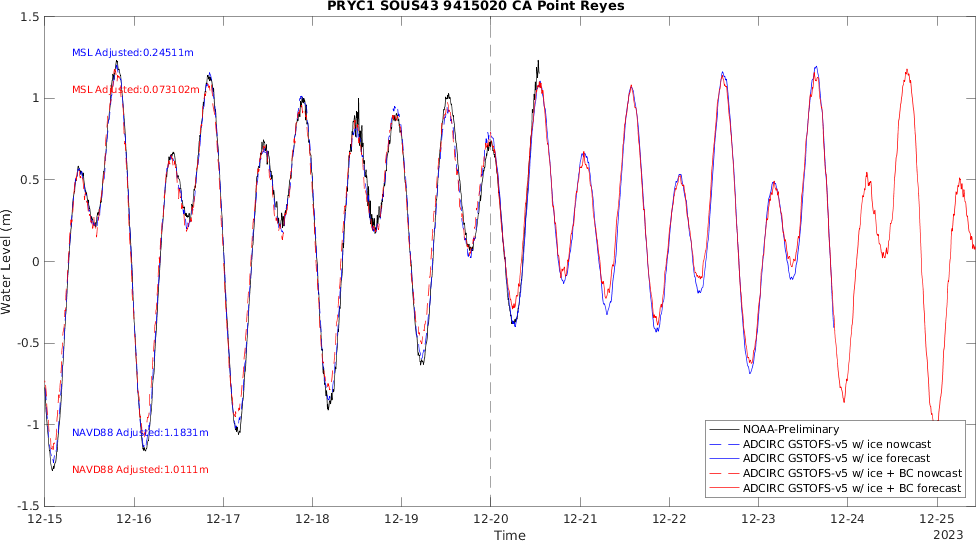 PRYC1 SOUS43 9415020 CA Point Reyes
1.5
MSL Adjusted:0.24511m
MSL Adjusted:0.073102m
1
0.5
Water Level (m)
0
-0.5
-1
NAVD88 Adjusted:1.1831m
NAVD88 Adjusted:1.0111m
-1.5
NOAA-Preliminary
ADCIRC GSTOFS-v5 w/ ice nowcast
ADCIRC GSTOFS-v5 w/ ice forecast
ADCIRC GSTOFS-v5 w/ ice + BC nowcast
ADCIRC GSTOFS-v5 w/ ice + BC forecast
12-15 12-16 12-17 12-18 12-19 12-20 12-21 12-22 12-23 12-24 12-25
Time
2023